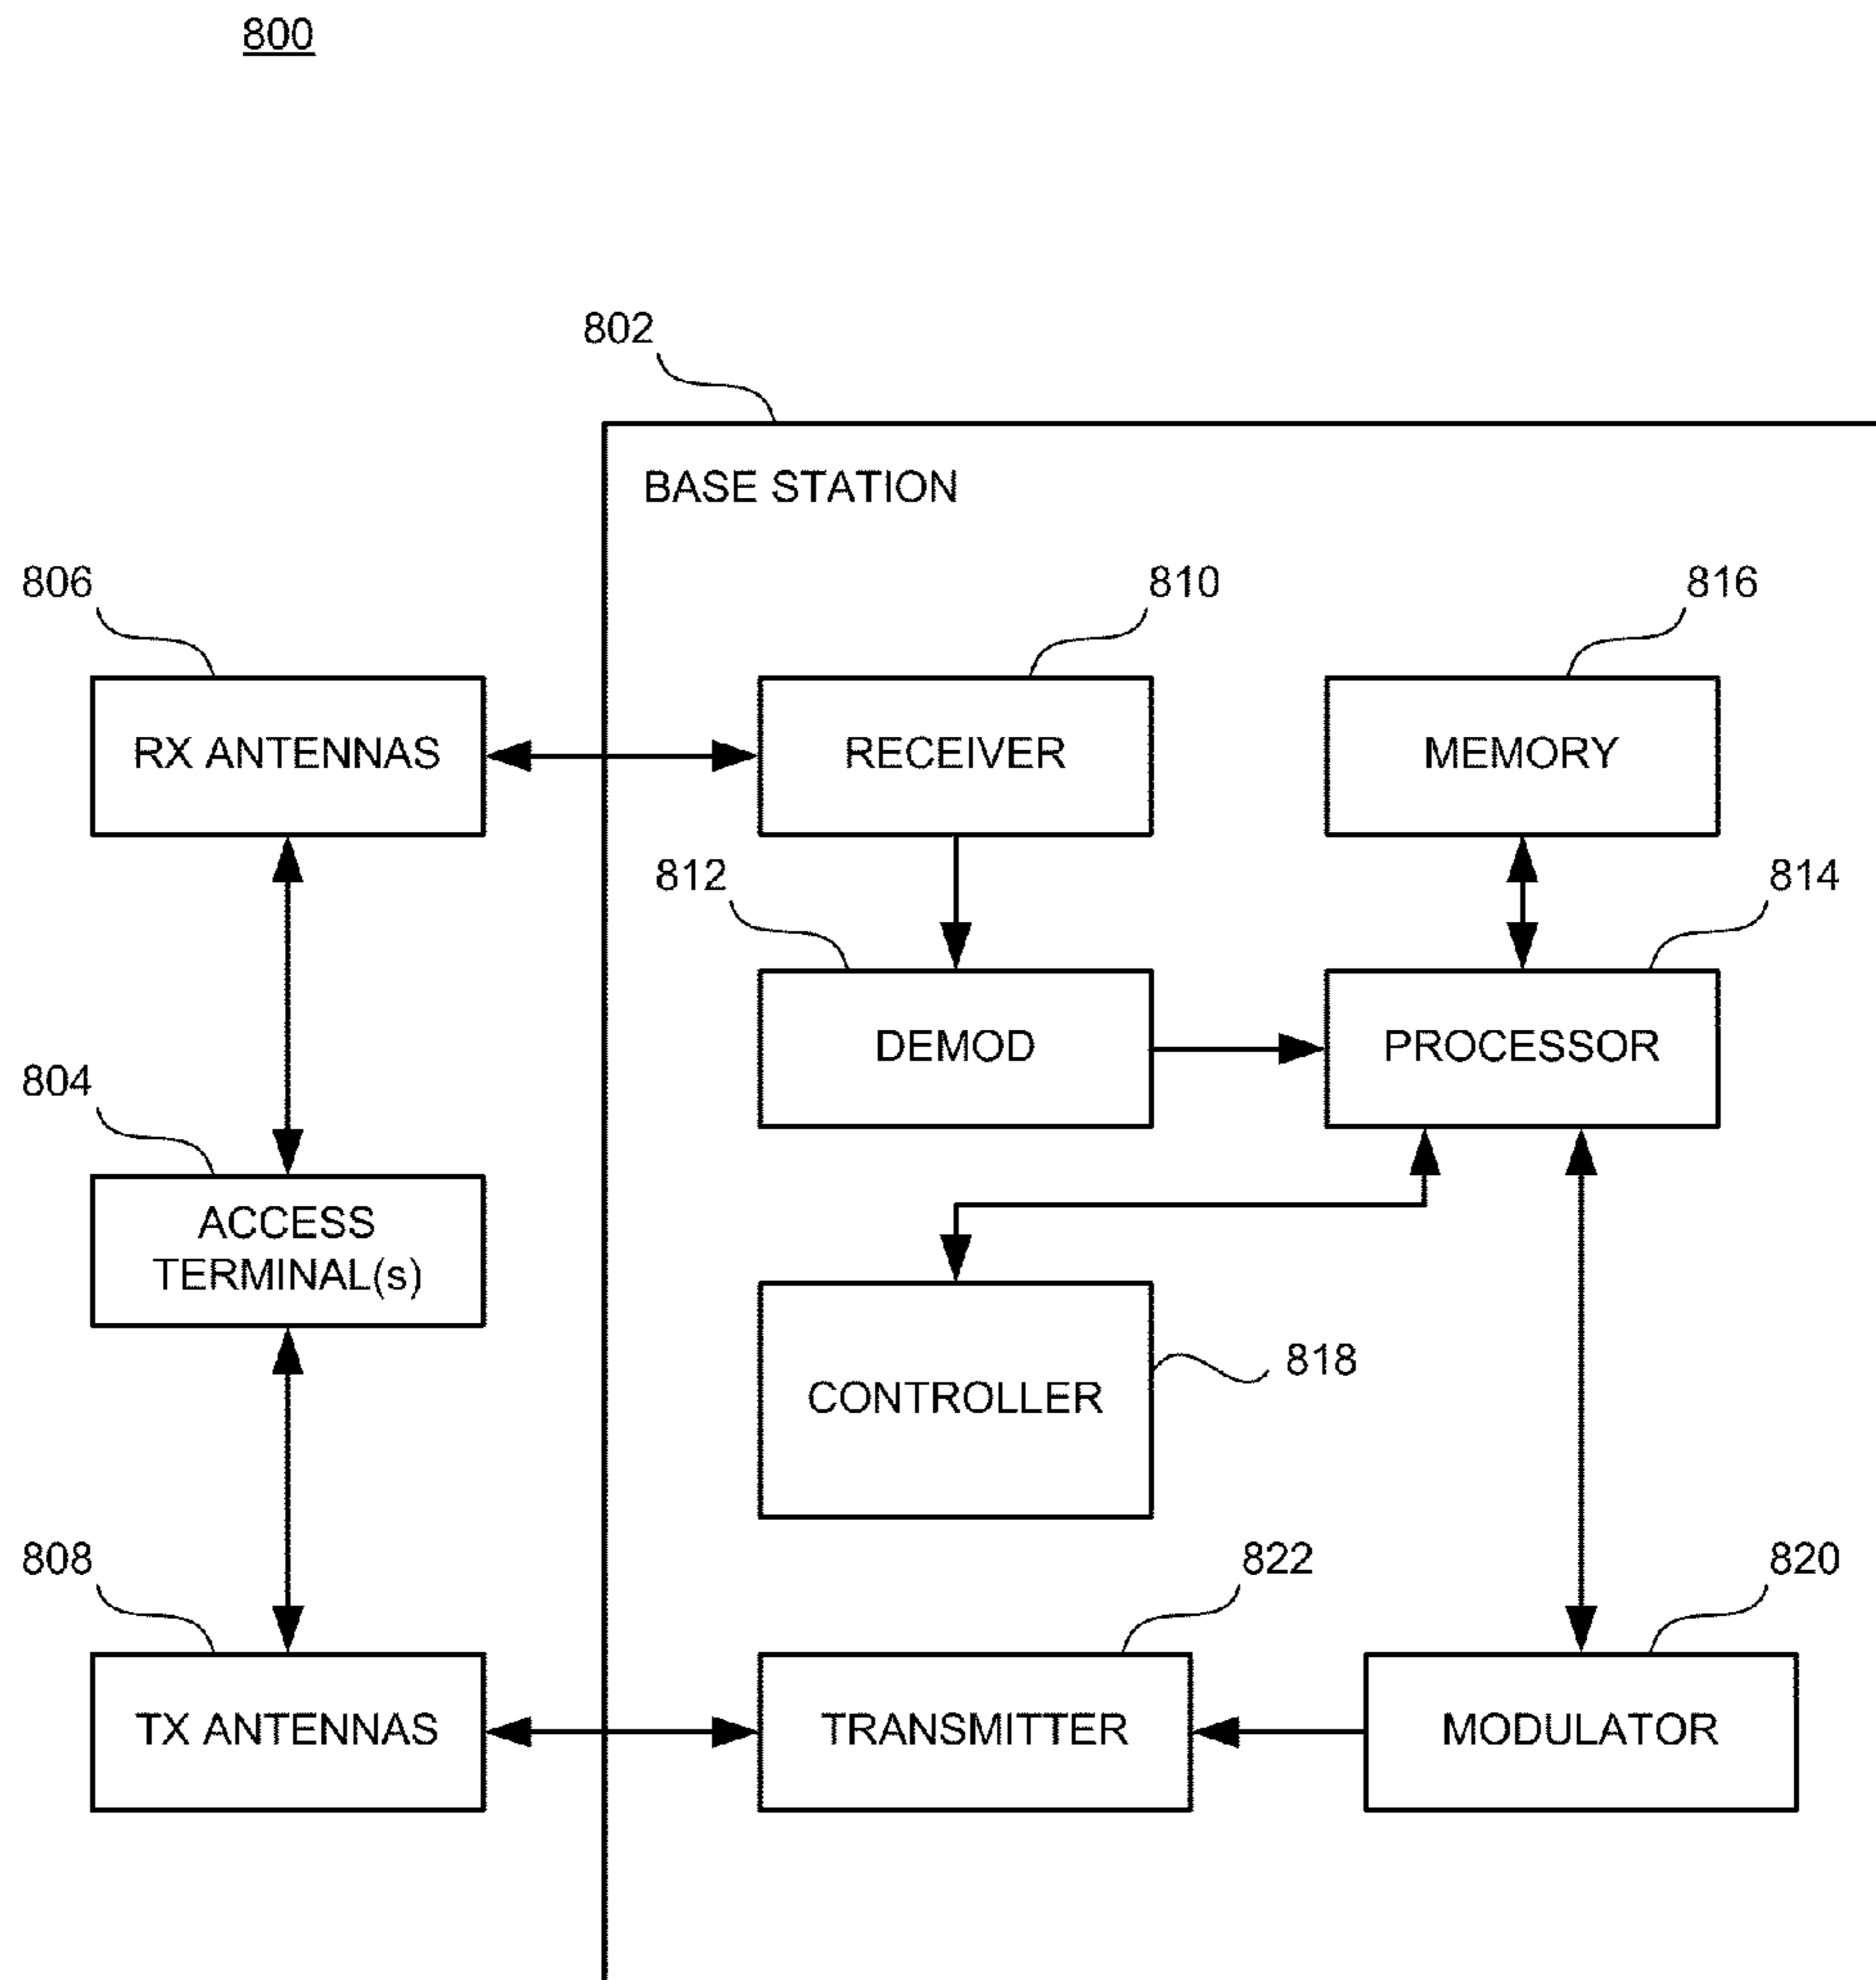 800
802
BASE STATION
806
810
816
RX ANTENNAS
RECEIVER
MEMORY
812
814
DEMOD
PROCESSOR
804
ACCESS
TERMINAL(s)
818
CONTROLLER
808
822
820
TX ANTENNAS
TRANSMITTER
MODULATOR